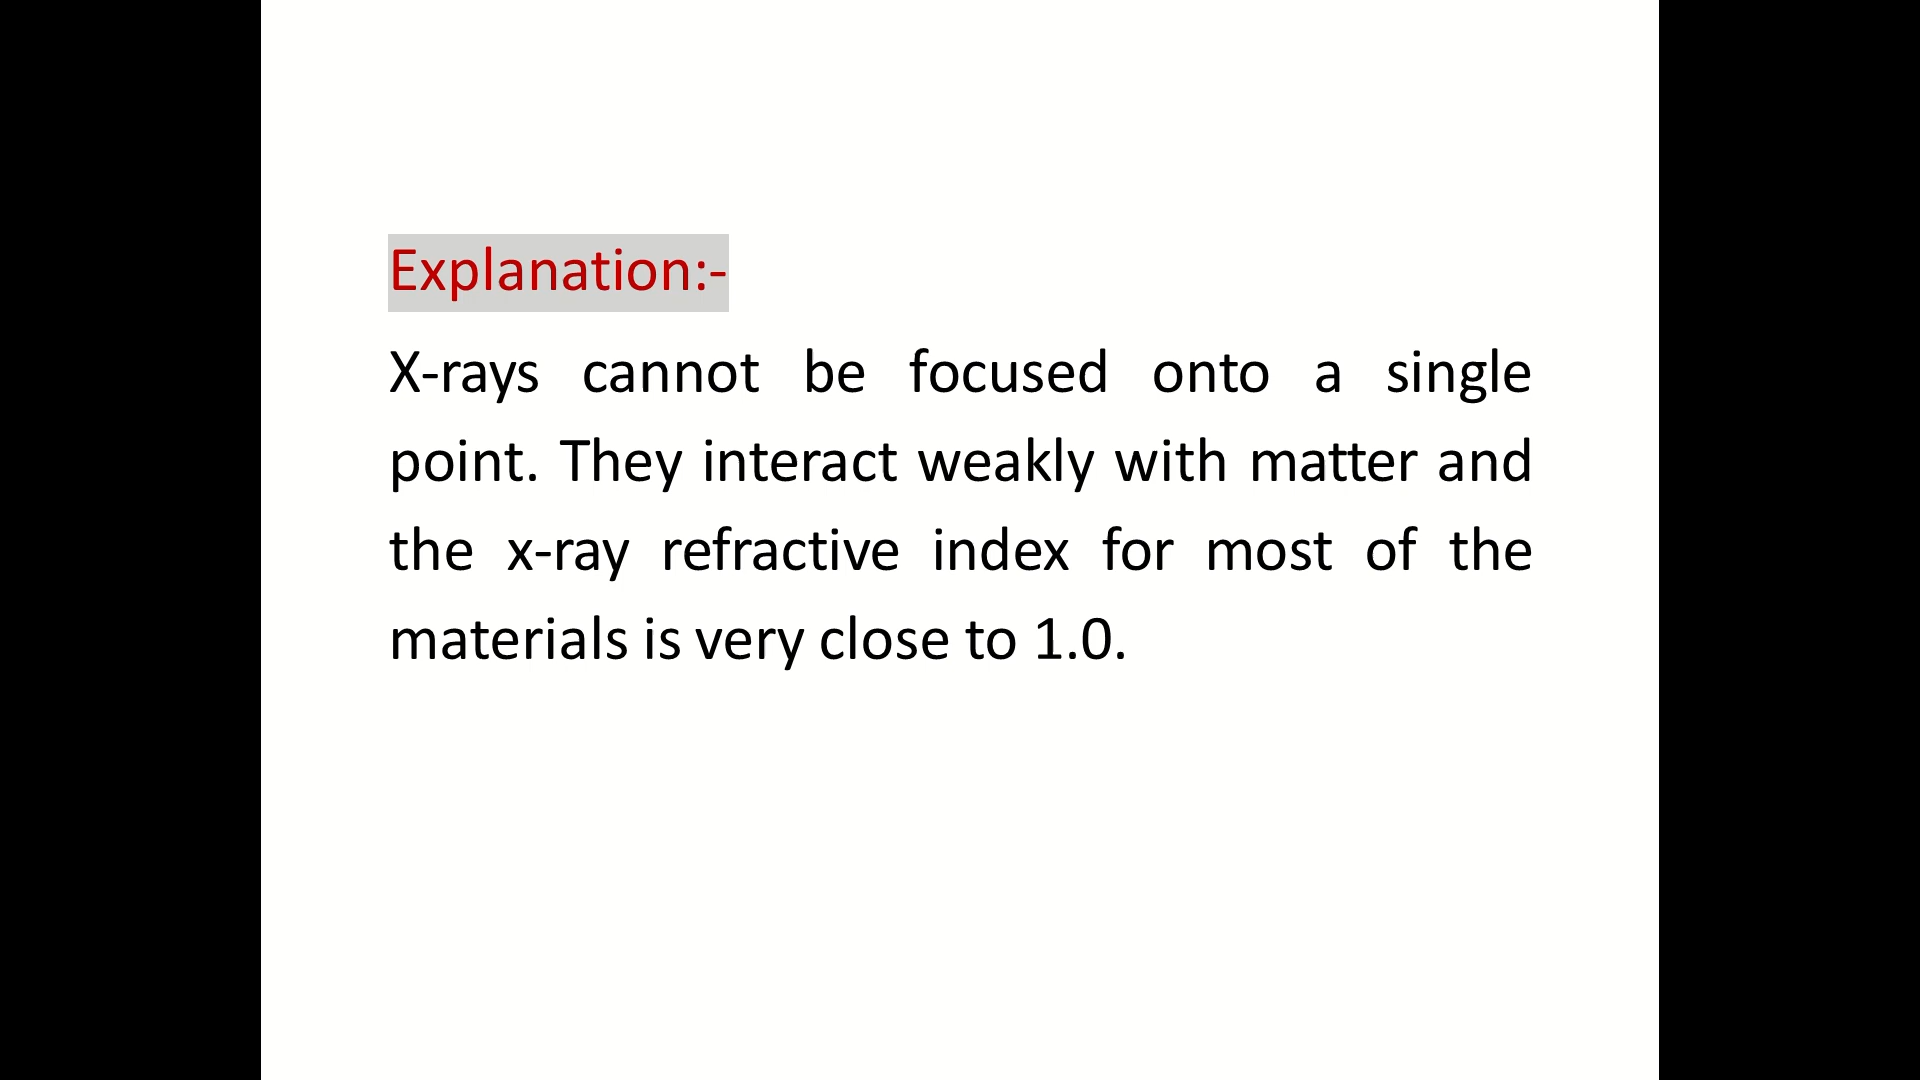 Explanation:-
X-rays cannot be focused onto a single
point. They interact weakly with matter and
the x-ray refractive index for most of the
materials is very close to 1.0.